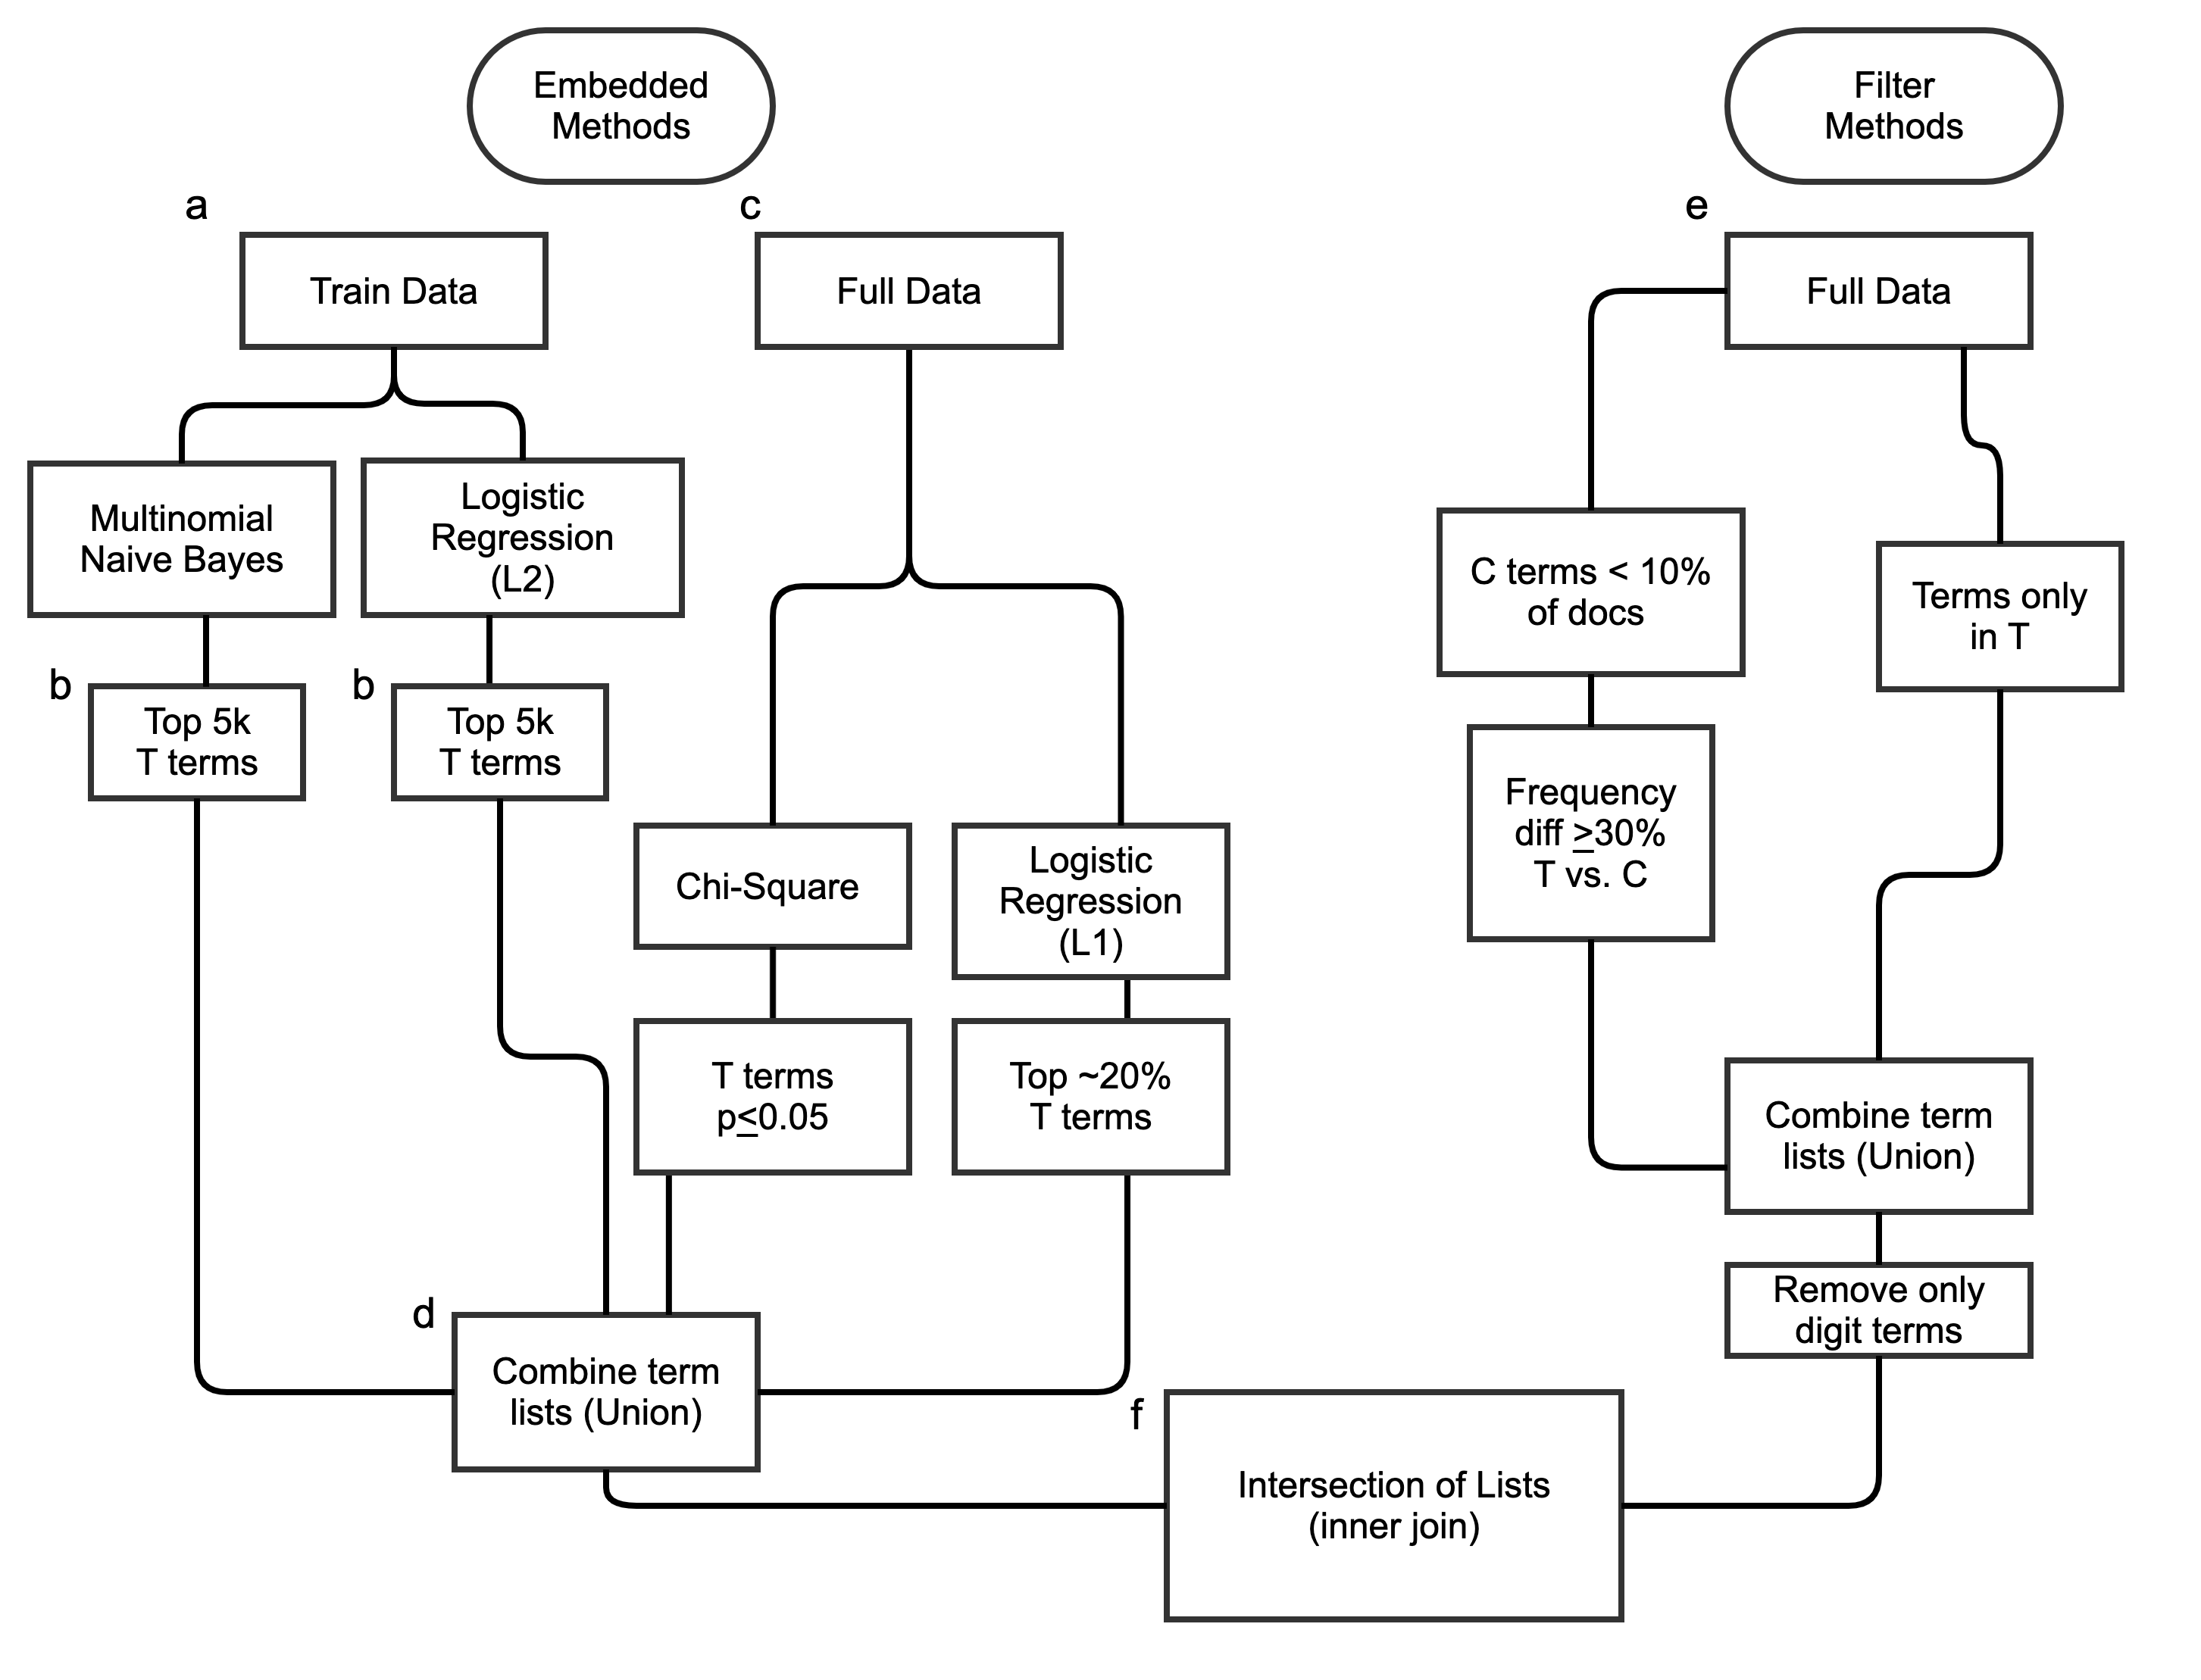 Embedded
Methods
Filter
Methods
a
c
e
Train Data
Full Data
Full Data
Multinomial
Naive Bayes
Logistic
Regression
(L2)
C terms < 10%
of docs
Terms only
in T
b
Top 5k
T terms
b
Top 5k
T terms
Frequency
diff ≥30%
T vs. C
Chi-Square
Logistic
Regression
(L1)
T terms
p≤0.05
Top ~20%
T terms
Combine term
lists (Union)
Remove only
digit terms
d
Combine term
lists (Union)
f
Intersection of Lists
(inner join)